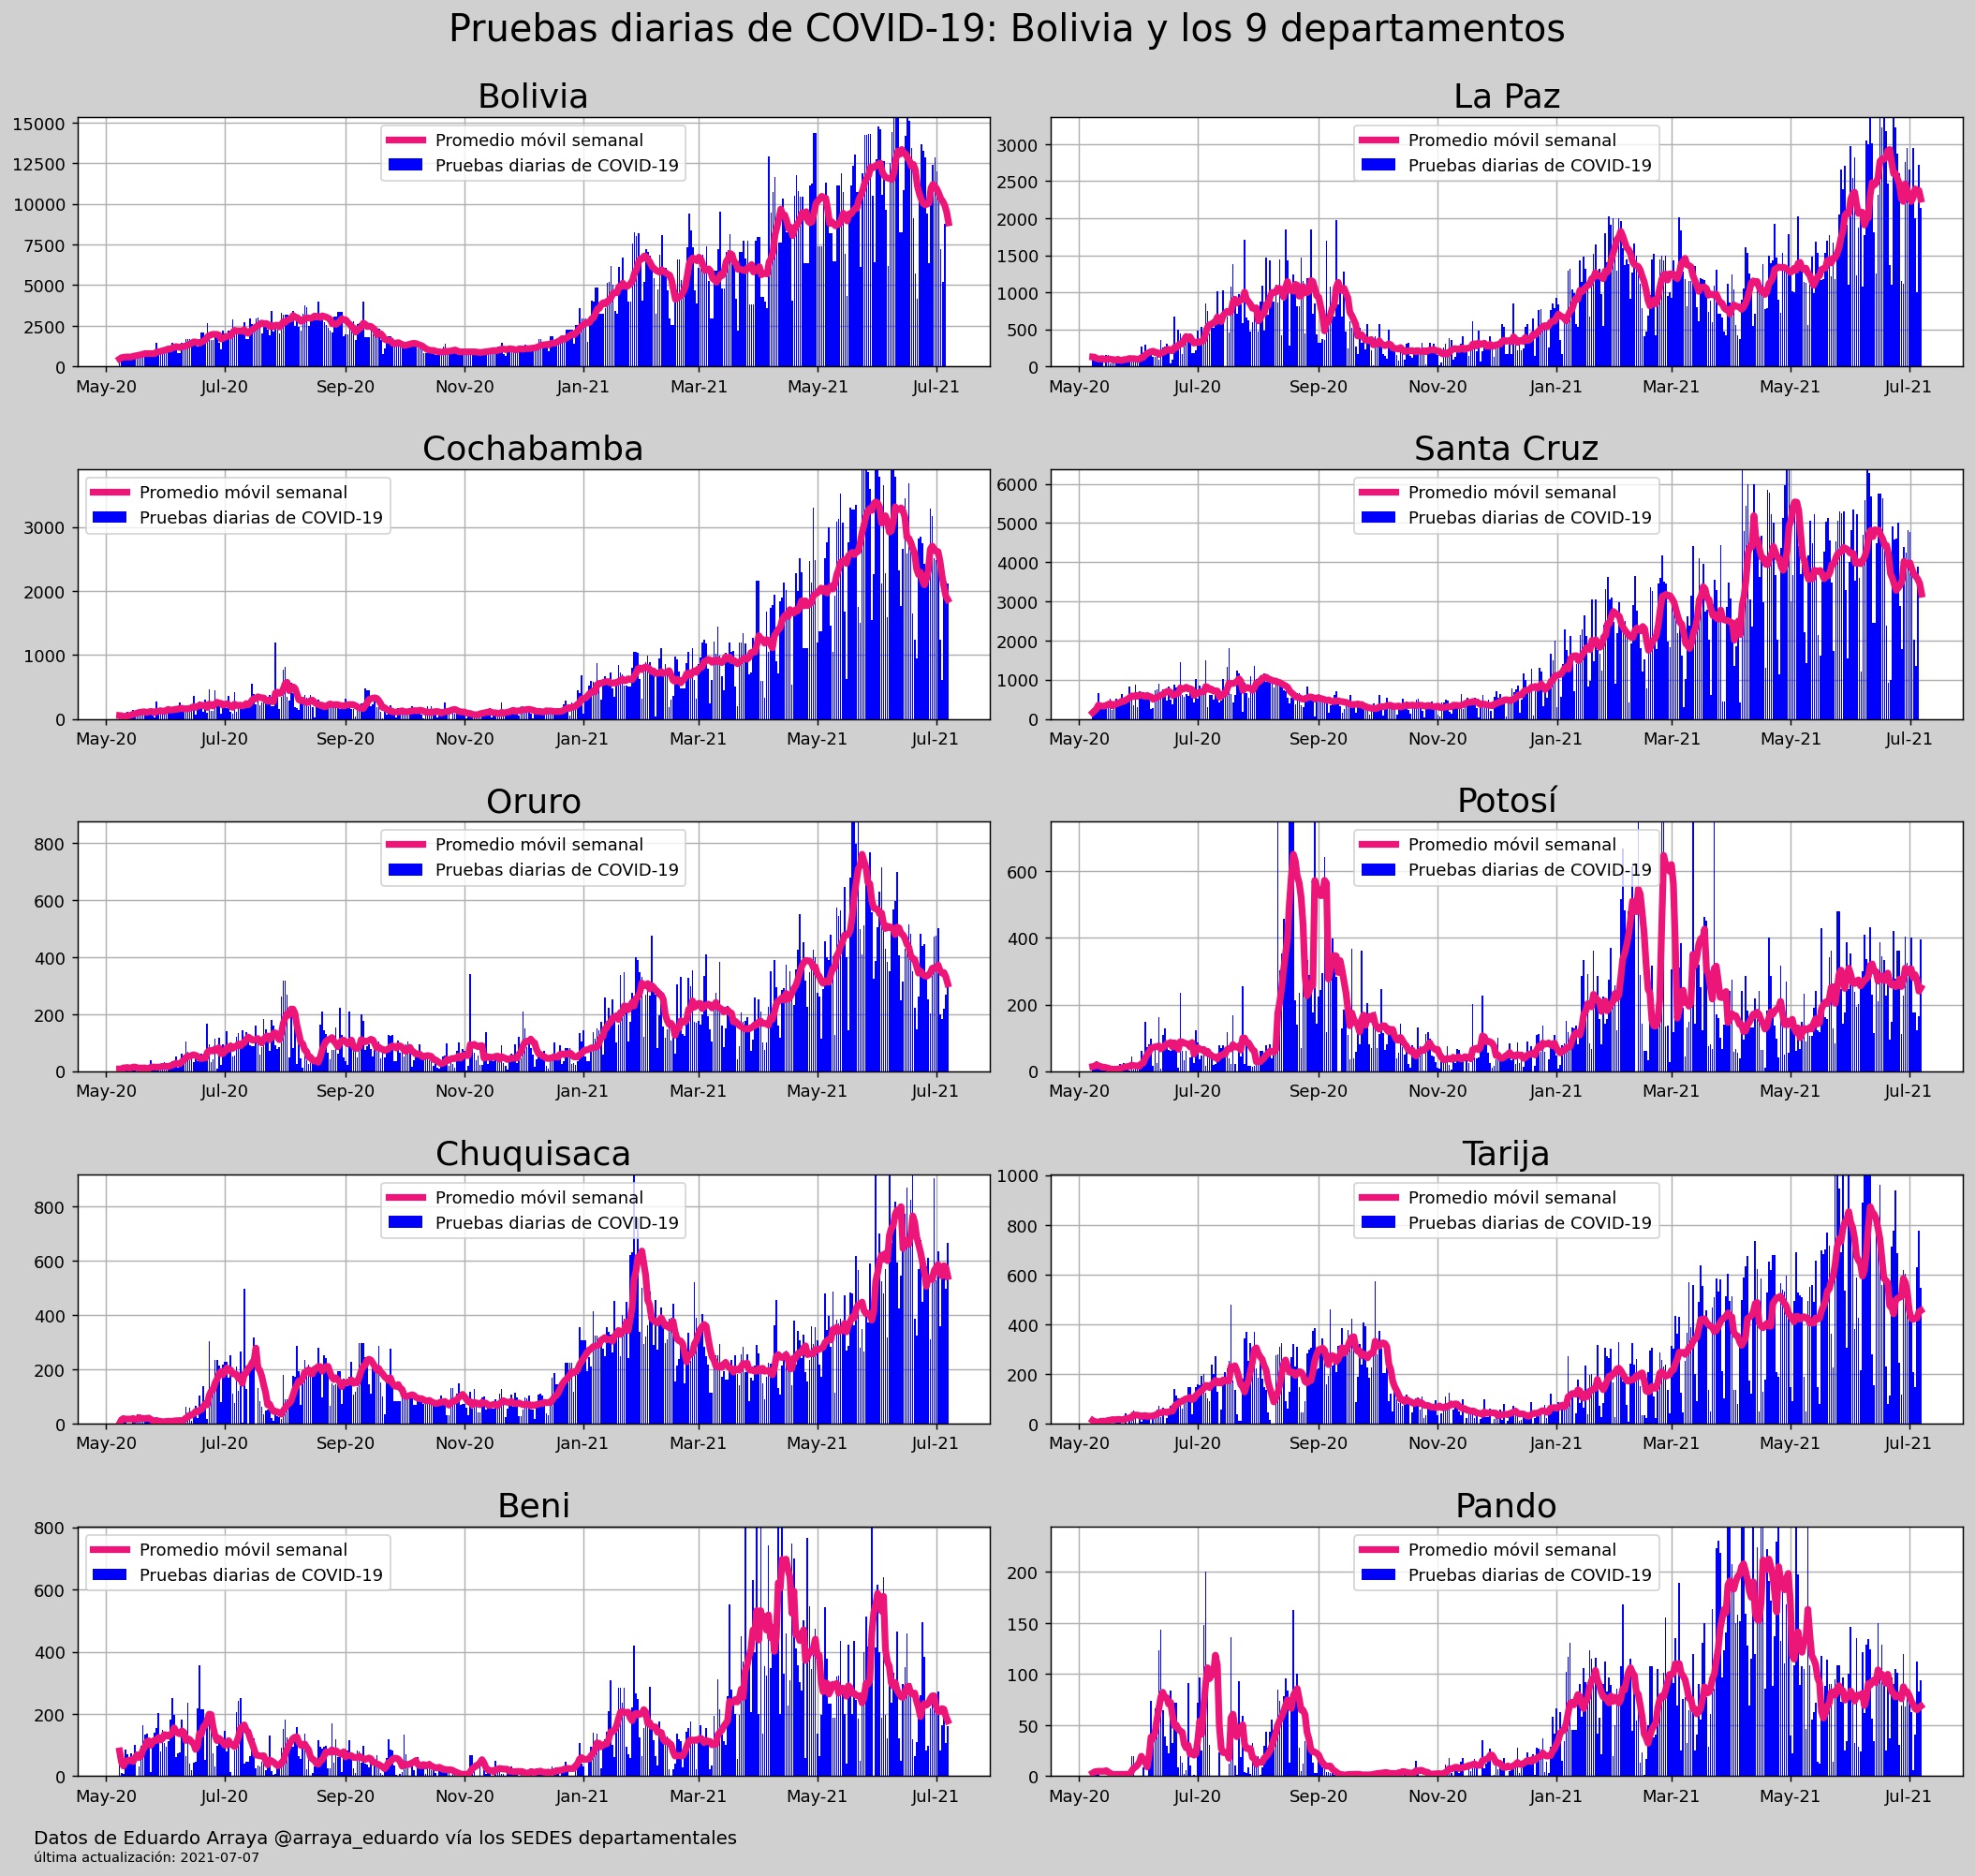 Pruebas diarias de COVID-19: Bolivia y los 9 departamentos
Bolivia
Promedio móvil semanal
Pruebas diarias de COVID-19
15000
12500
10000
7500
5000
2500
0
May-20 Jul-20 Sep-20 Nov-20 Jan-21 Mar-21 May-21 Jul-21
La Paz
Promedio móvil semanal
Pruebas diarias de COVID-19
3000
2500
2000
1500
1000
500
0
May-20 Jul-20 Sep-20 Nov-20 Jan-21 Mar-21 May-21 Jul-21
Cochabamba
Promedio móvil semanal
Pruebas diarias de COVID-19
3000
2000
1000
0
May-20 Jul-20 Sep-20 Nov-20 Jan-21 Mar-21 May-21 Jul-21
Santa Cruz
Promedio móvil semanal
Pruebas diarias de COVID-19
6000
5000
4000
3000
2000
1000
0
May-20 Jul-20 Sep-20 Nov-20 Jan-21 Mar-21 May-21 Jul-21
Oruro
Promedio móvil semanal
Pruebas diarias de COVID-19
800
600
400
200
0
May-20 Jul-20 Sep-20 Nov-20 Jan-21 Mar-21 May-21 Jul-21
Potosí
Promedio móvil semanal
Pruebas diarias de COVID-19
600
400
200
0
May-20 Jul-20 Sep-20 Nov-20 Jan-21 Mar-21 May-21 Jul-21
Chuquisaca
Promedio móvil semanal
Pruebas diarias de COVID-19
800
600
400
200
0
May-20 Jul-20 Sep-20 Nov-20 Jan-21 Mar-21 May-21 Jul-21
Tarija
Promedio móvil semanal
Pruebas diarias de COVID-19
1000
800
600
400
200
0
May-20 Jul-20 Sep-20 Nov-20 Jan-21 Mar-21 May-21 Jul-21
Beni
Promedio móvil semanal
Pruebas diarias de COVID-19
800
600
400
200
0
May-20 Jul-20 Sep-20 Nov-20 Jan-21 Mar-21 May-21 Jul-21
Pando
Promedio móvil semanal
Pruebas diarias de COVID-19
200
150
100
50
0
May-20 Jul-20 Sep-20 Nov-20 Jan-21 Mar-21 May-21 Jul-21
Datos de Eduardo Arraya @arraya_eduardo vía los SEDES departamentales
última actualización: 2021-07-07